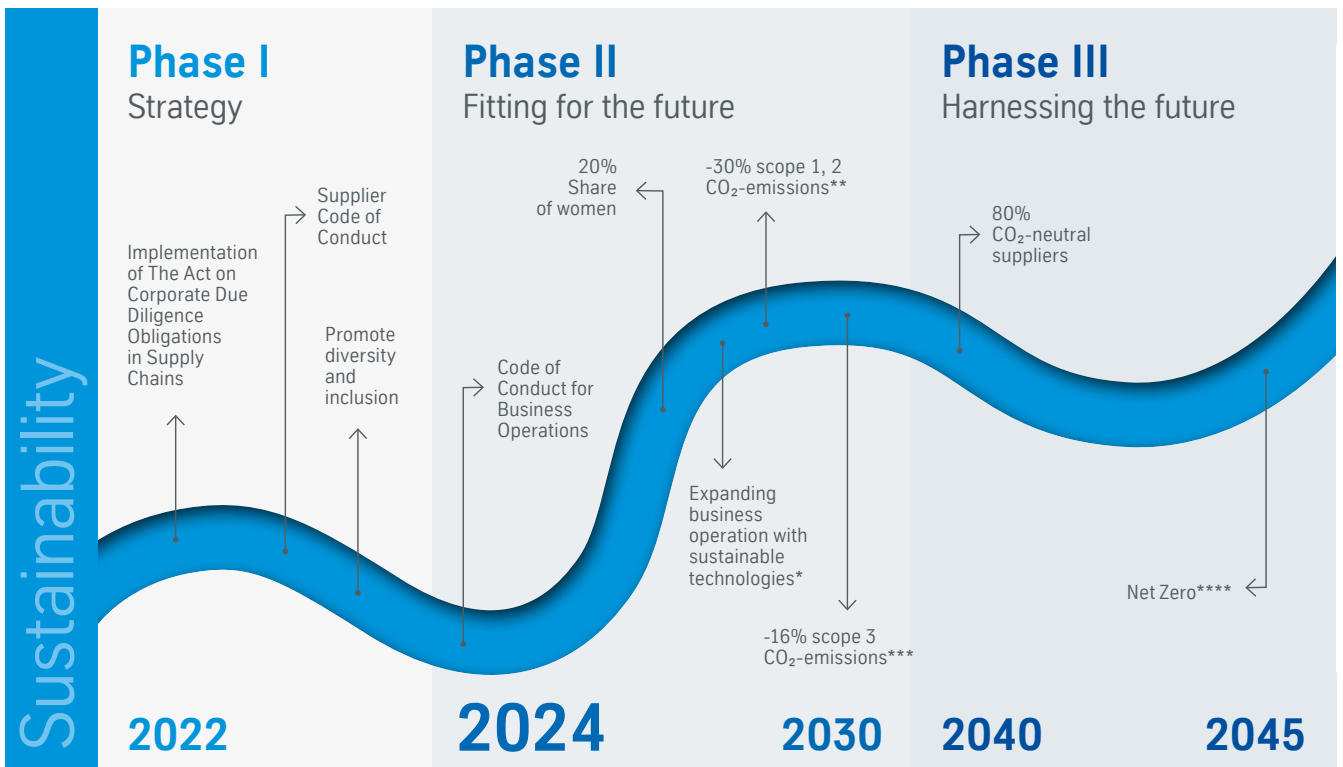 Sustainability
Phase I
Strategy
Implementation
of The Act on
Corporate Due
Diligence
Obligations
in Supply
Chains
Supplier
Code of
Conduct
Promote
diversity
and
inclusion
2022
Phase II
Fitting for the future
Code of
Conduct for
Business
Operations
20%
Share
of women
-30% scope 1, 2
CO₂-emissions**
Expanding
business
operation with
sustainable
technologies*
-16% scope 3
CO₂-emissions***
2024
2030
Phase III
Harnessing the future
80%
CO₂-neutral
suppliers
Net Zero****
2040
2045